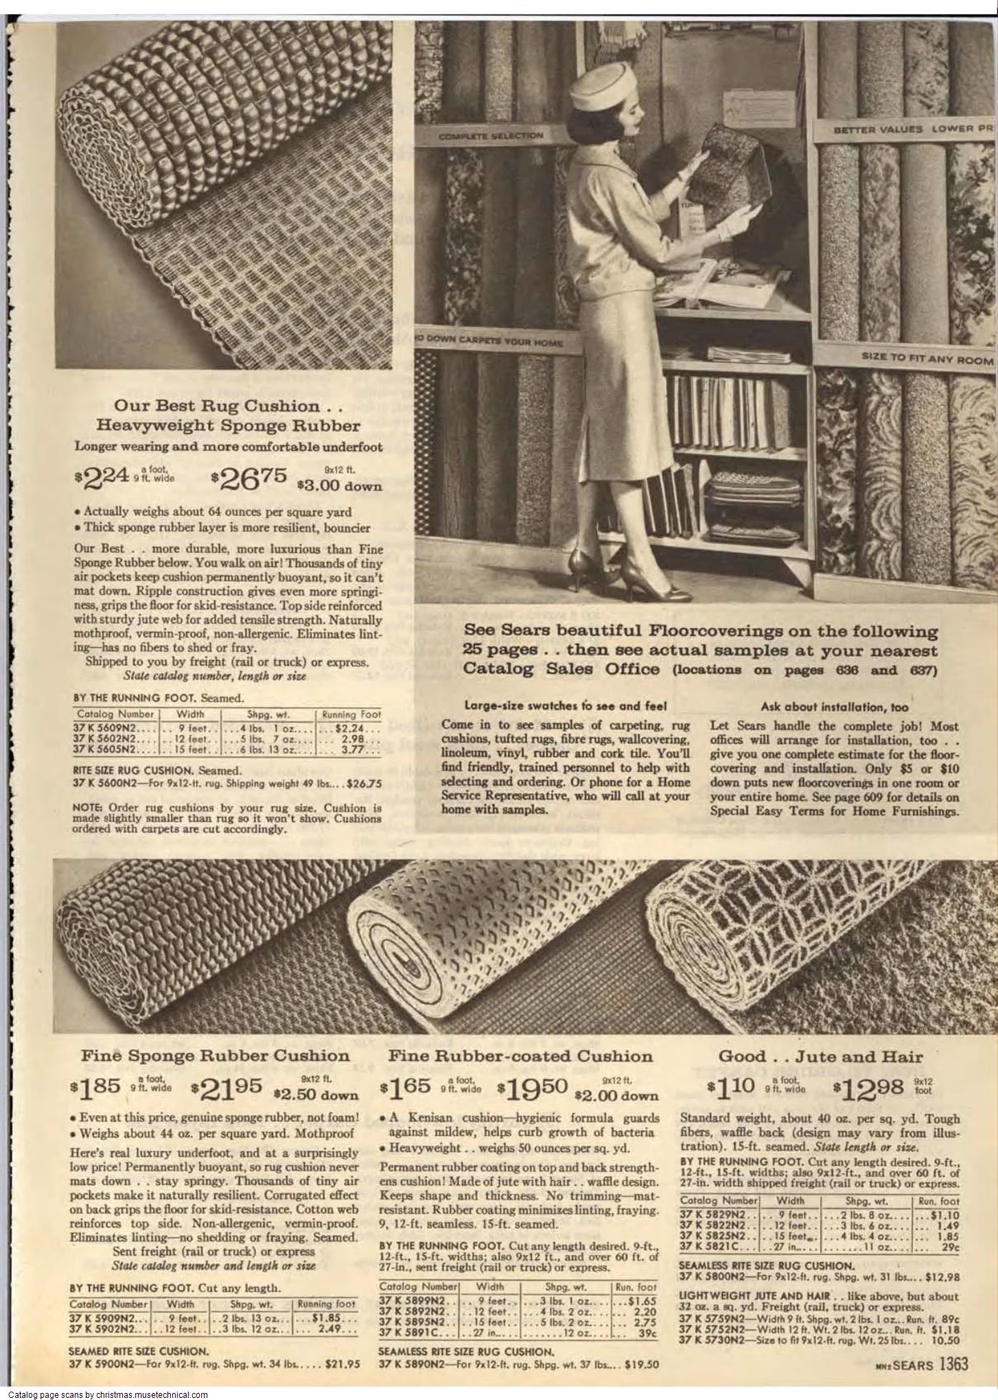 COMPLETE SELECTION
BETTER VALUES LOWER PR
O DOWN CARPETS YOUR HOME
SIZE TO FIT ANY ROOM
Our Best Rug Cushion . .
Heavyweight Sponge Rubber
Longer wearing and more comfortable underfoot
$2.24 a foot, 9 ft. wide $26.75 9x12 ft. $3.00 down
• Actually weighs about 64 ounces per square yard
• Thick sponge rubber layer is more resilient, bouncier
Our Best . . more durable, more luxurious than Fine
Sponge Rubber below. You walk on air! Thousands of tiny
air pockets keep cushion permanently buoyant, so it can't
mat down. Ripple construction gives even more springi-
ness, grips the floor for skid-resistance. Top side reinforced
with sturdy jute web for added tensile strength. Naturally
mothproof, vermin-proof, non-allergenic. Eliminates lint-
ing—has no fibers to shed or fray.
Shipped to you by freight (rail or truck) or express.
State catalog number, length or size
BY THE RUNNING FOOT. Seamed.
Catalog Number Width Shpg. wt. Running Foot
37 K 5609N2.... .. 9 feet.. ...4 lbs. 1 oz.... ...$2.24...
37 K 5602N2.... ..12 feet.. ...5 lbs. 7 oz.... ... 2.98...
37 K 5605N2.... ..15 feet.. ...6 lbs. 13 oz... ... 3.77...
RITE SIZE RUG CUSHION. Seamed.
37 K 5600N2—For 9x12-ft. rug. Shipping weight 49 lbs....$26.75
NOTE: Order rug cushions by your rug size. Cushion is
made slightly smaller than rug so it won't show. Cushions
ordered with carpets are cut accordingly.
See Sears beautiful Floorcoverings on the following
25 pages . . then see actual samples at your nearest
Catalog Sales Office (locations on pages 636 and 637)
Large-size swatches to see and feel
Come in to see samples of carpeting, rug
cushions, tufted rugs, fibre rugs, wallcovering,
linoleum, vinyl, rubber and cork tile. You'll
find friendly, trained personnel to help with
selecting and ordering. Or phone for a Home
Service Representative, who will call at your
home with samples.
Ask about installation, too
Let Sears handle the complete job! Most
offices will arrange for installation, too . .
give you one complete estimate for the floor-
covering and installation. Only $5 or $10
down puts new floorcoverings in one room or
your entire home. See page 609 for details on
Special Easy Terms for Home Furnishings.
Fine Sponge Rubber Cushion
$1.85 a foot, 9 ft. wide $21.95 9x12 ft. $2.50 down
• Even at this price, genuine sponge rubber, not foam!
• Weighs about 44 oz. per square yard. Mothproof
Here's real luxury underfoot, and at a surprisingly
low price! Permanently buoyant, so rug cushion never
mats down . . stay springy. Thousands of tiny air
pockets make it naturally resilient. Corrugated effect
on back grips the floor for skid-resistance. Cotton web
reinforces top side. Non-allergenic, vermin-proof.
Eliminates linting—no shedding or fraying. Seamed.
Sent freight (rail or truck) or express
State catalog number and length or size
BY THE RUNNING FOOT. Cut any length.
Catalog Number Width Shpg. wt. Running foot
37 K 5909N2... .. 9 feet.. ..2 lbs. 13 oz... ...$1.85...
37 K 5902N2... ..12 feet.. ..3 lbs. 12 oz... ... 2.49...
SEAMED RITE SIZE CUSHION.
37 K 5900N2—For 9x12-ft. rug. Shpg. wt. 34 lbs..... $21.95
Fine Rubber-coated Cushion
$1.65 a foot, 9 ft. wide $19.50 9x12 ft. $2.00 down
• A Kenisan cushion—hygienic formula guards
against mildew, helps curb growth of bacteria
• Heavyweight . . weighs 50 ounces per sq. yd.
Permanent rubber coating on top and back strength-
ens cushion! Made of jute with hair . . waffle design.
Keeps shape and thickness. No trimming—mat-
resistant. Rubber coating minimizes linting, fraying.
9, 12-ft. seamless. 15-ft. seamed.
BY THE RUNNING FOOT. Cut any length desired. 9-ft.,
12-ft., 15-ft. widths; also 9x12 ft., and over 60 ft. of
27-in., sent freight (rail or truck) or express.
Catalog Number Width Shpg. wt. Run. foot
37 K 5899N2.. .. 9 feet.. ...3 lbs. 1 oz... ...$1.65
37 K 5892N2.. ..12 feet.. ...4 lbs. 2 oz... ... 2.20
37 K 5895N2.. ..15 feet.. ...5 lbs. 2 oz... ... 2.75
37 K 5891C... ..27 in.... .......12 oz.... ... 39c
SEAMLESS RITE SIZE RUG CUSHION.
37 K 5890N2—For 9x12-ft. rug. Shpg. wt. 37 lbs.... $19.50
Good . . Jute and Hair
$1.10 a foot, 9 ft. wide $12.98 9x12 foot
Standard weight, about 40 oz. per sq. yd. Tough
fibers, waffle back (design may vary from illus-
tration). 15-ft. seamed. State length or size.
BY THE RUNNING FOOT. Cut any length desired. 9-ft.,
12-ft., 15-ft. widths; also 9x12-ft., and over 60 ft. of
27-in. width shipped freight (rail or truck) or express.
Catalog Number Width Shpg. wt. Run. foot
37 K 5829N2.. .. 9 feet.. ...2 lbs. 8 oz... ...$1.10
37 K 5822N2.. ..12 feet.. ...3 lbs. 6 oz... ... 1.49
37 K 5825N2.. ..15 feet.. ...4 lbs. 4 oz... ... 1.85
37 K 5821C... ..27 in.... .......11 oz.... ... 29c
SEAMLESS RITE SIZE RUG CUSHION.
37 K 5800N2—For 9x12-ft. rug. Shpg. wt. 31 lbs.... $12.98
LIGHTWEIGHT JUTE AND HAIR . . like above, but about
32 oz. a sq. yd. Freight (rail, truck) or express.
37 K 5759N2—Width 9 ft. Shpg. wt. 2 lbs. 1 oz... Run. ft. 89c
37 K 5752N2—Width 12 ft. Wt. 2 lbs. 12 oz... Run. ft. $1.18
37 K 5730N2—Size to fit 9x12-ft. rug. Wt. 25 lbs.... 10.50
SEARS 1363
Catalog page scans by christmas.musetechnical.com